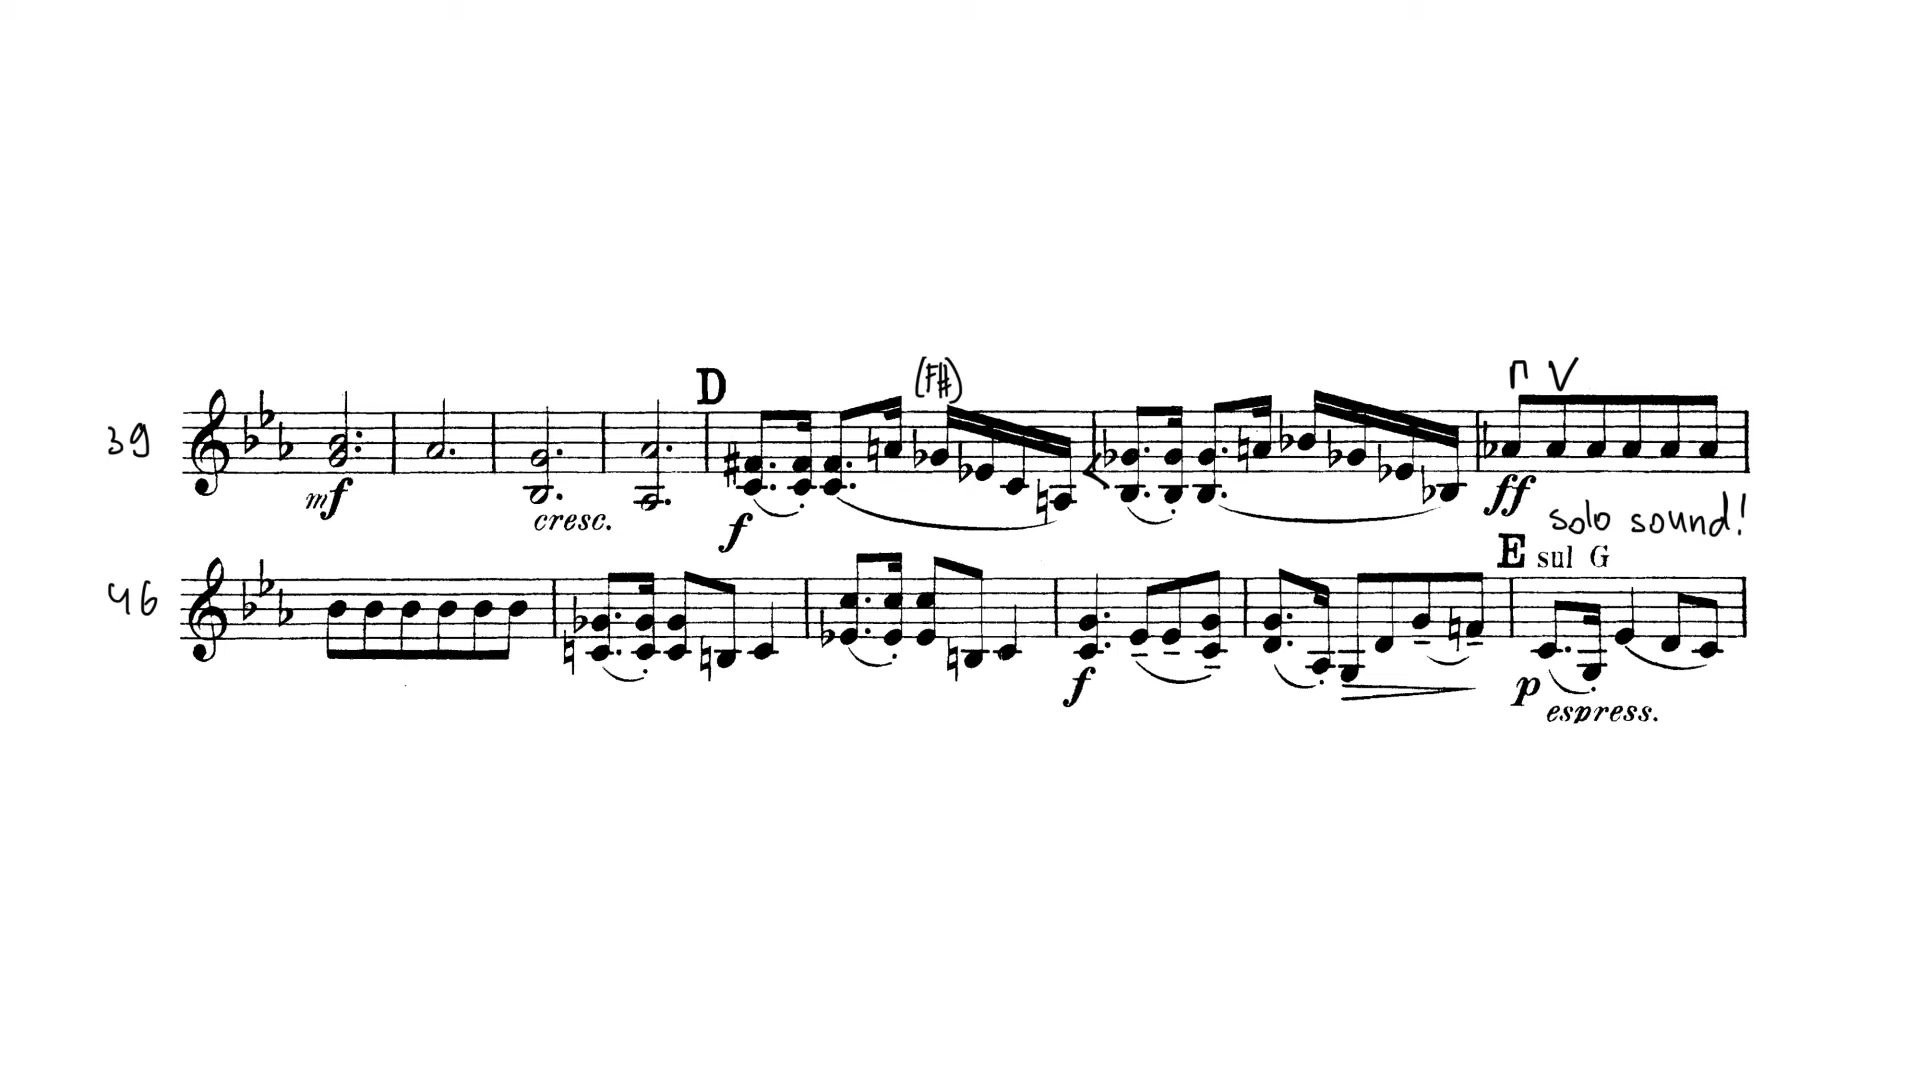 D (F#)
39
mf cresc. f ff
solo sound!
E sul G
46
f p
espress.